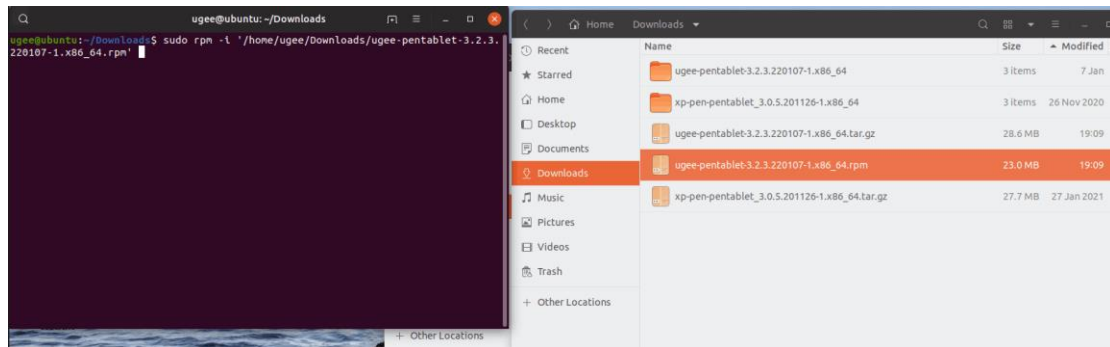 ugee@ubuntu: ~/Downloads
ugee@ubuntu:~/Downloads$ sudo rpm -i '/home/ugee/Downloads/ugee-pentablet-3.2.3.
220107-1.x86_64.rpm'
+ Other Locations
Home Downloads
Recent
Starred
Home
Desktop
Documents
Downloads
Music
Pictures
Videos
Trash
+ Other Locations
Name Size Modified
ugee-pentablet-3.2.3.220107-1.x86_64 3 items 7 Jan
xp-pen-pentablet_3.0.5.201126-1.x86_64 3 items 26 Nov 2020
ugee-pentablet-3.2.3.220107-1.x86_64.tar.gz 28.6 MB 19:09
ugee-pentablet-3.2.3.220107-1.x86_64.rpm 23.0 MB 19:09
xp-pen-pentablet_3.0.5.201126-1.x86_64.tar.gz 27.7 MB 27 Jan 2021